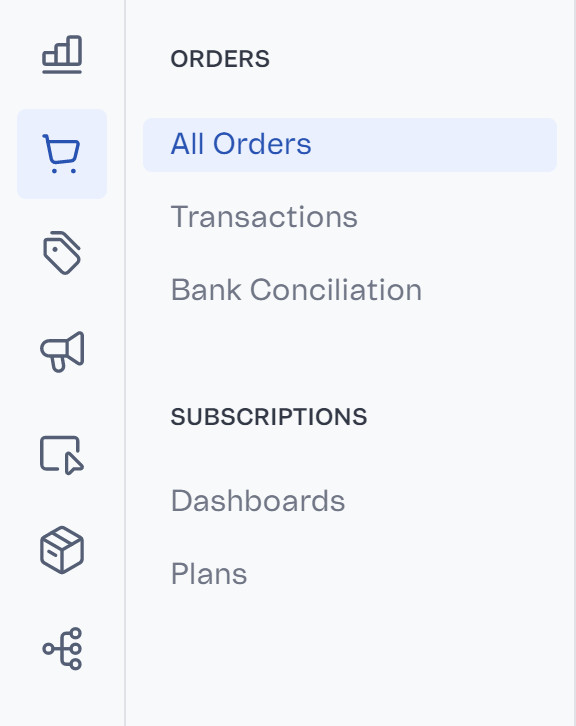 ORDERS
All Orders
Transactions
Bank Conciliation
SUBSCRIPTIONS
Dashboards
Plans